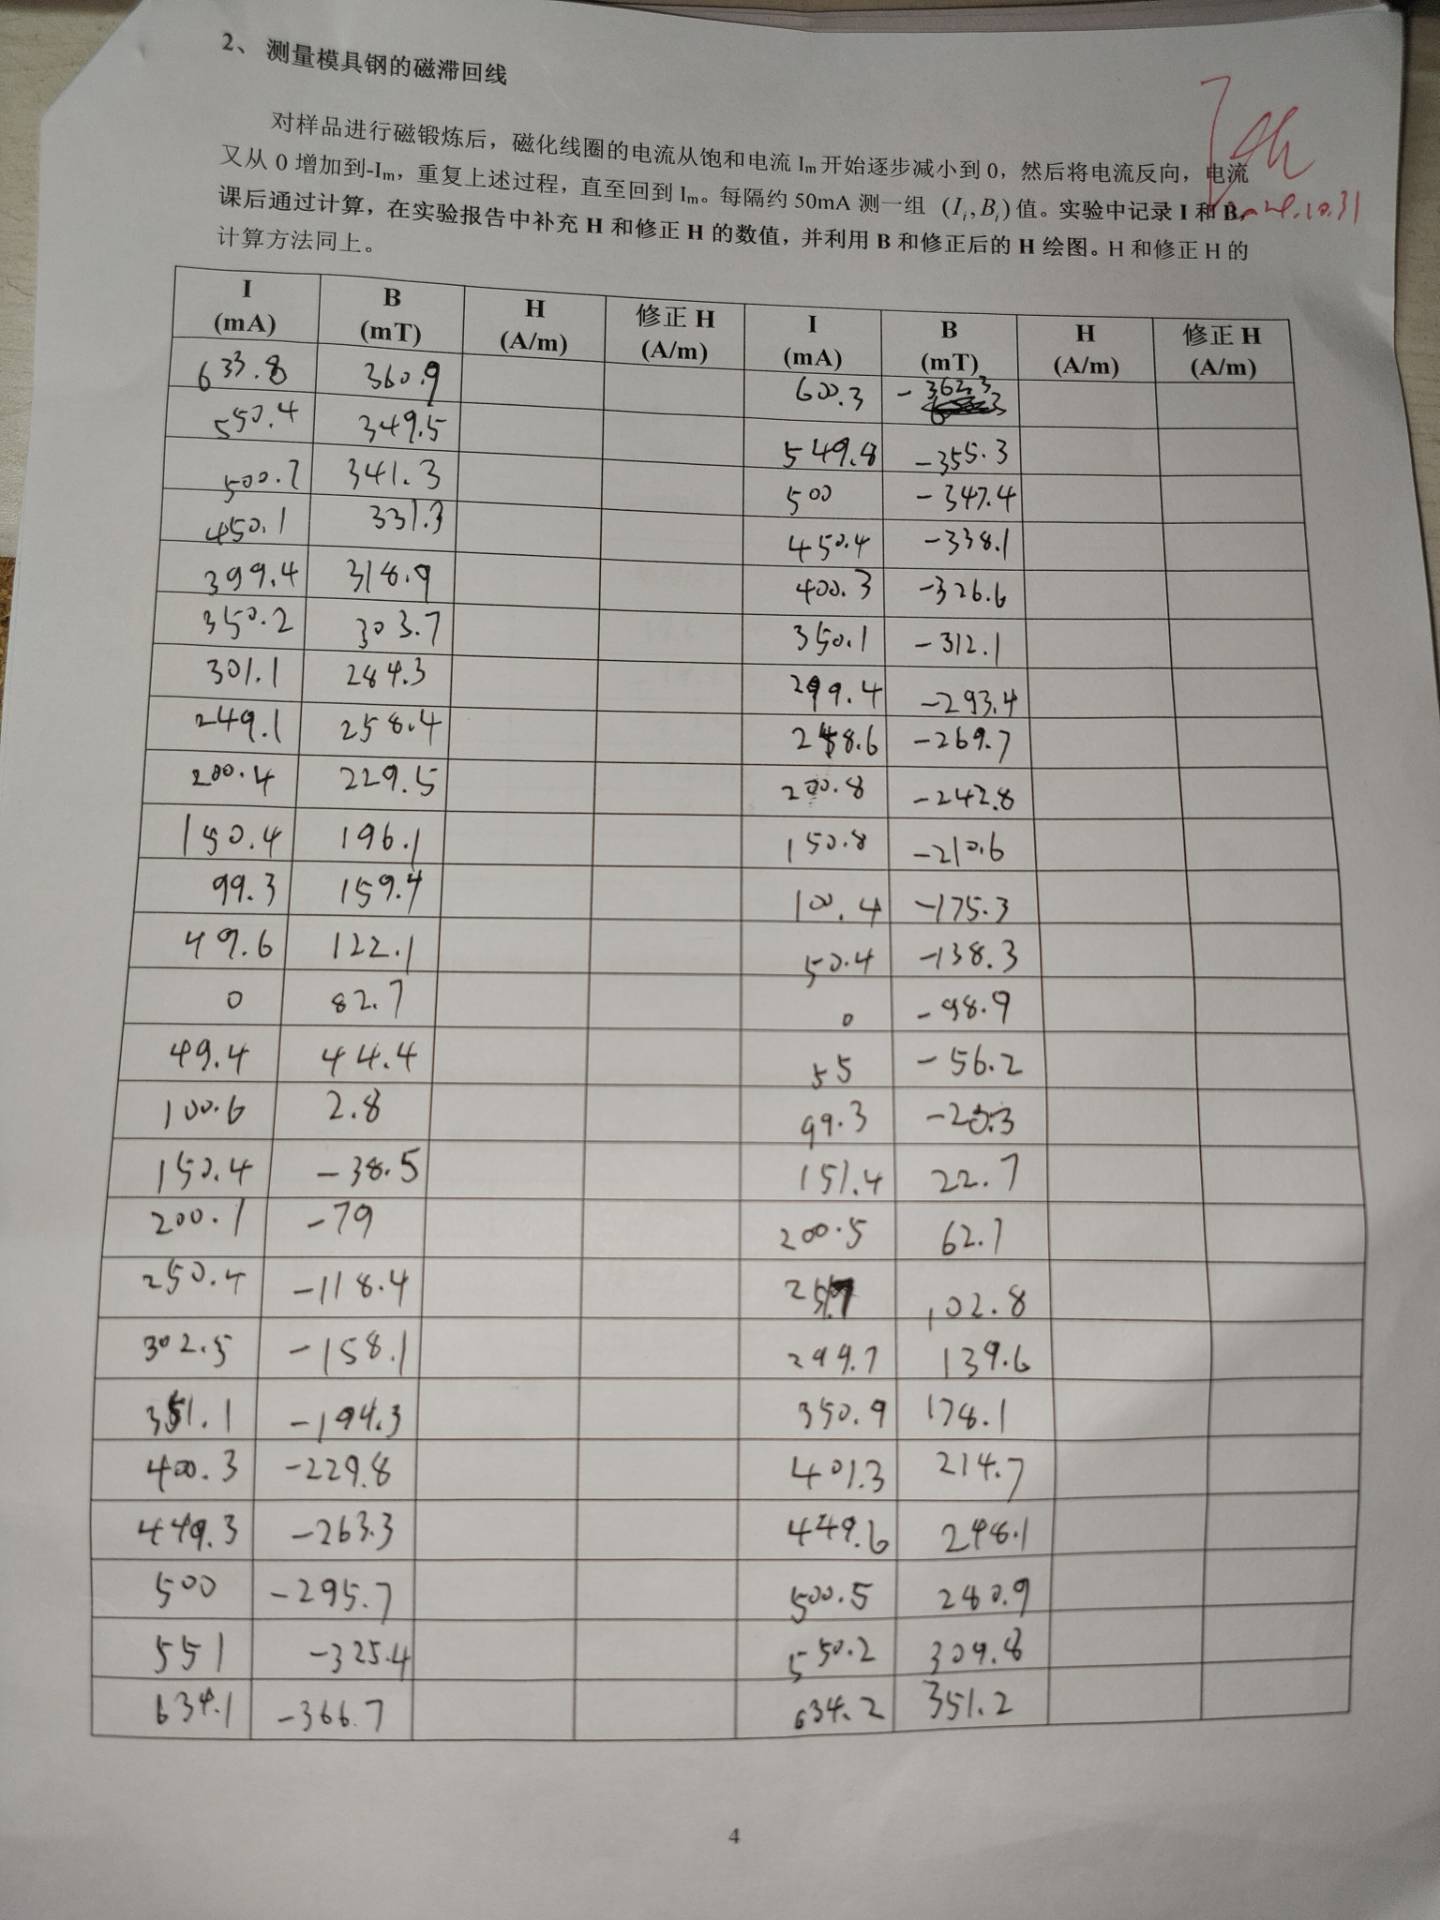 2、 测量模具钢的磁滞回线
对样品进行磁锻炼后，磁化线圈的电流从饱和电流 Im 开始逐步减小到 0，然后将电流反向，电流
又从 0 增加到-Im，重复上述过程，直至回到 Im。每隔约 50mA 测一组 (Ii,Bi)值。实验中记录 I 和 B，
24.10.31
课后通过计算，在实验报告中补充 H 和修正 H 的数值，并利用 B 和修正后的 H 绘图。H 和修正 H 的
计算方法同上。
I (mA) B (mT) H (A/m) 修正 H (A/m) I (mA) B (mT) H (A/m) 修正 H (A/m)
633.8 360.9 600.3 -362.3
550.4 349.5 549.8 -355.3
500.7 341.3 500 -347.4
450.1 331.3 450.4 -338.1
399.4 318.9 400.3 -326.6
350.2 303.7 350.1 -312.1
301.1 284.3 299.4 -293.4
249.1 258.4 248.6 -269.7
200.4 229.5 200.8 -242.8
150.4 196.1 150.8 -210.6
99.3 159.4 100.4 -175.3
49.6 122.1 50.4 -138.3
0 82.7 0 -98.9
49.4 44.4 55 -56.2
100.6 2.8 99.3 -20.3
150.4 -38.5 151.4 22.7
200.1 -79 200.5 62.7
250.4 -118.4 102.8
302.5 -158.1 299.7 139.6
351.1 -194.3 350.9 178.1
400.3 -229.8 401.3 214.7
449.3 -263.3 449.6 248.1
500 -295.7 500.5 280.9
551 -325.4 550.2 309.8
634.1 -366.7 634.2 351.2
4